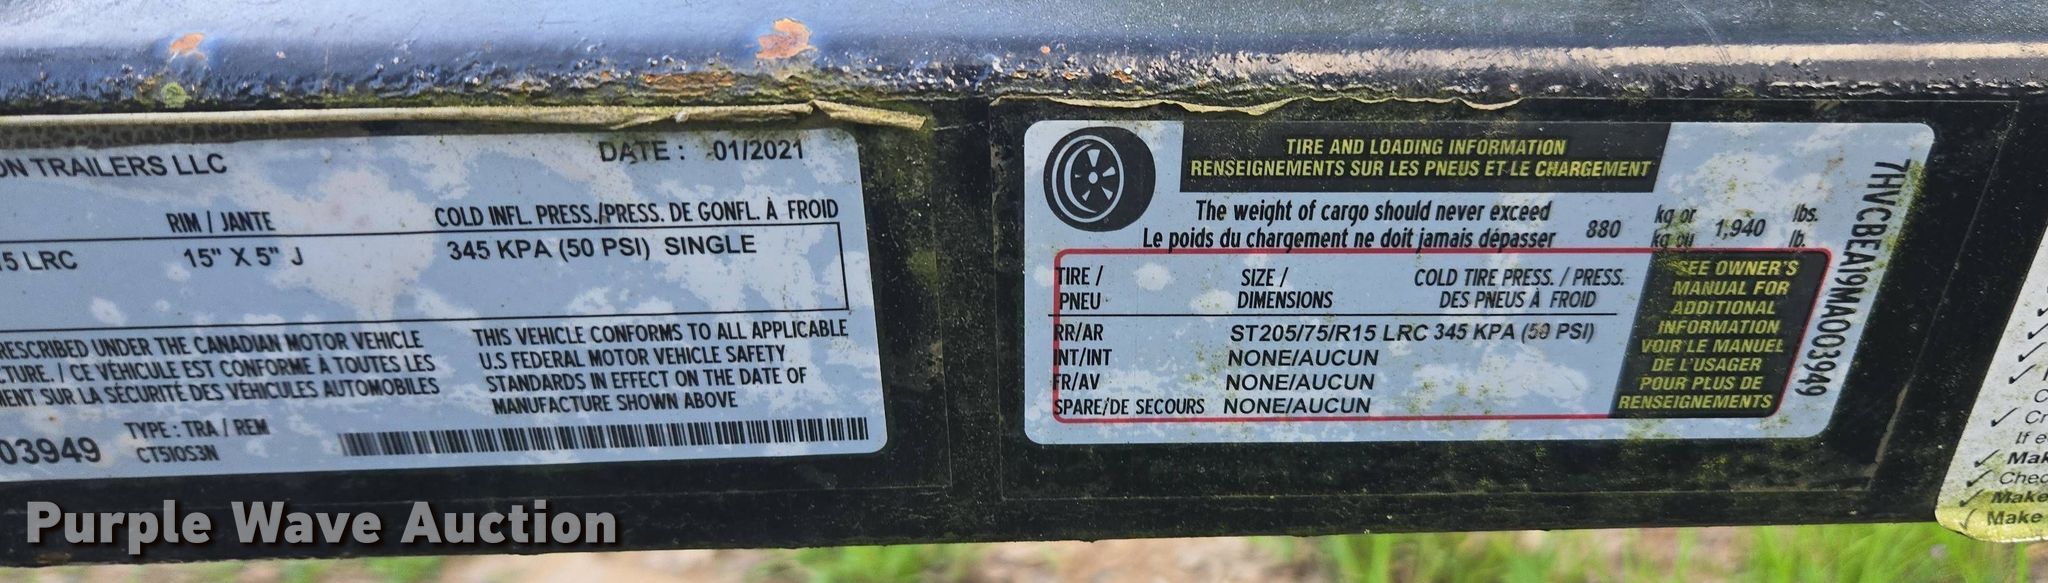 ON TRAILERS LLC
DATE : 01/2021
RIM / JANTE
COLD INFL. PRESS./PRESS. DE GONFL. À FROID
15 LRC
15" X 5" J
345 KPA (50 PSI) SINGLE
RESCRIBED UNDER THE CANADIAN MOTOR VEHICLE
TURE. / CE VÉHICULE EST CONFORME À TOUTES LES
MENT SUR LA SÉCURITÉ DES VÉHICULES AUTOMOBILES
THIS VEHICLE CONFORMS TO ALL APPLICABLE
U.S FEDERAL MOTOR VEHICLE SAFETY
STANDARDS IN EFFECT ON THE DATE OF
MANUFACTURE SHOWN ABOVE
03949
TYPE : TRA / REM
CT510S3N
TIRE AND LOADING INFORMATION
RENSEIGNEMENTS SUR LES PNEUS ET LE CHARGEMENT
The weight of cargo should never exceed
Le poids du chargement ne doit jamais dépasser
880
kg or
kg ou
1,940
lbs.
lb.
TIRE /
PNEU
SIZE /
DIMENSIONS
COLD TIRE PRESS. / PRESS.
DES PNEUS À FROID
RR/AR ST205/75/R15 LRC 345 KPA (50 PSI)
INT/INT NONE/AUCUN
FR/AV NONE/AUCUN
SPARE/DE SECOURS NONE/AUCUN
SEE OWNER'S
MANUAL FOR
ADDITIONAL
INFORMATION
VOIR LE MANUEL
DE L'USAGER
POUR PLUS DE
RENSEIGNEMENTS
7HVCBEA19MA003949
If
Make
Make
Purple Wave Auction